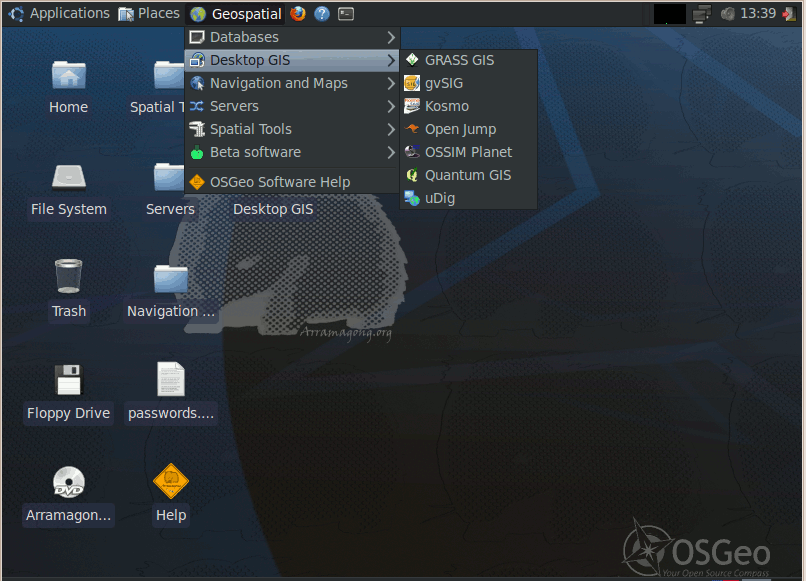 Applications Places Geospatial 13:39
Databases
Desktop GIS
Navigation and Maps
Servers
Spatial Tools
Beta software
OSGeo Software Help
GRASS GIS
gvSIG
Kosmo
Open Jump
OSSIM Planet
Quantum GIS
uDig
Home Spatial T
File System Servers Desktop GIS
Trash Navigation ...
Arramagong.org
Floppy Drive passwords....
DVD
Arramagon... Help
OSGeo
Your Open Source Compass